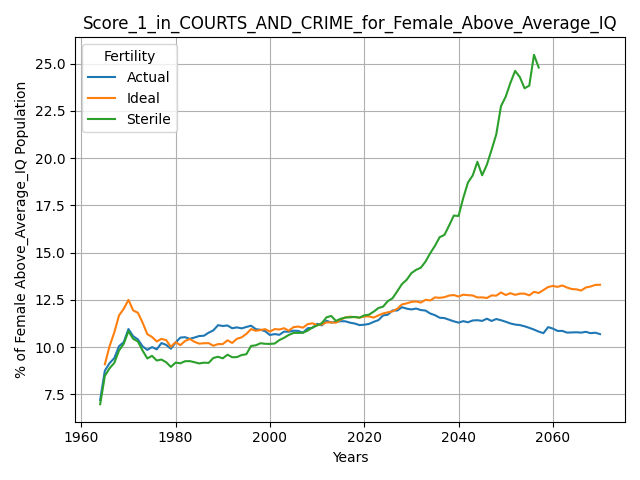 Score_1_in_COURTS_AND_CRIME_for_Female_Above_Average_IQ
% of Female Above_Average_IQ Population
25.0
22.5
20.0
17.5
15.0
12.5
10.0
7.5
Fertility
Actual
Ideal
Sterile
1960 1980 2000 2020 2040 2060
Years